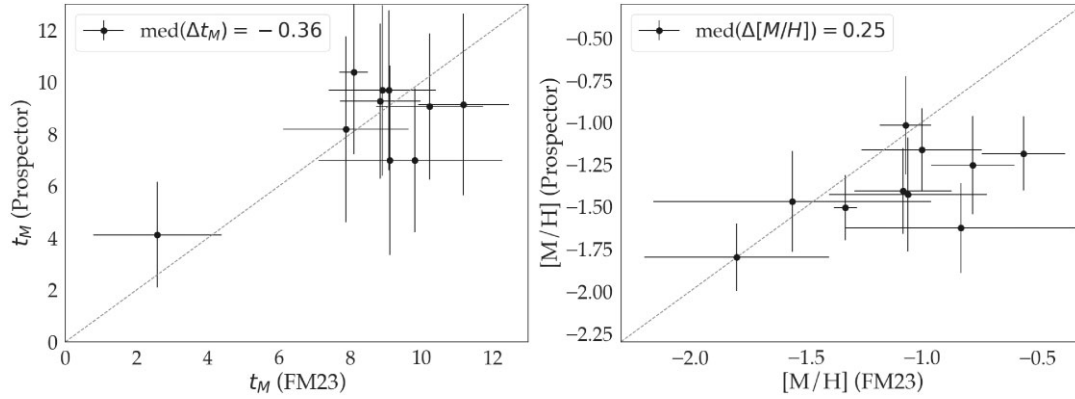 med(Δt_M) = − 0.36
12
10
8
6
4
2
0
0 2 4 6 8 10 12
t_M (Prospector)
t_M (FM23)
med(Δ[M/H]) = 0.25
−0.50
−0.75
−1.00
−1.25
−1.50
−1.75
−2.00
−2.25
−2.0 −1.5 −1.0 −0.5
[M/H] (Prospector)
[M/H] (FM23)